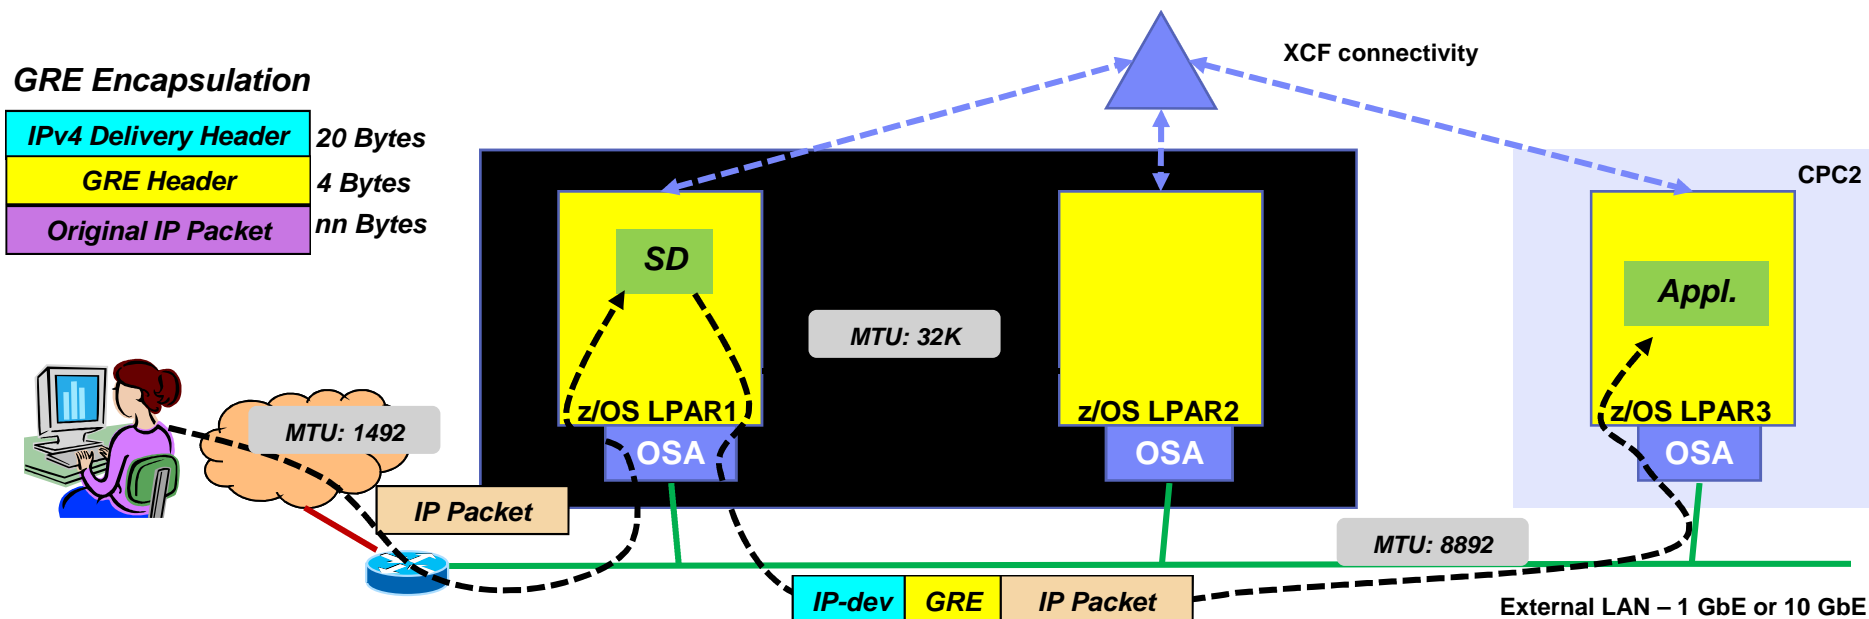 XCF connectivity
GRE Encapsulation
IPv4 Delivery Header 20 Bytes
GRE Header 4 Bytes
Original IP Packet nn Bytes
CPC2
SD
Appl.
MTU: 32K
z/OS LPAR1
z/OS LPAR2
z/OS LPAR3
MTU: 1492
OSA
OSA
OSA
IP Packet
MTU: 8892
IP-dev GRE IP Packet
External LAN – 1 GbE or 10 GbE